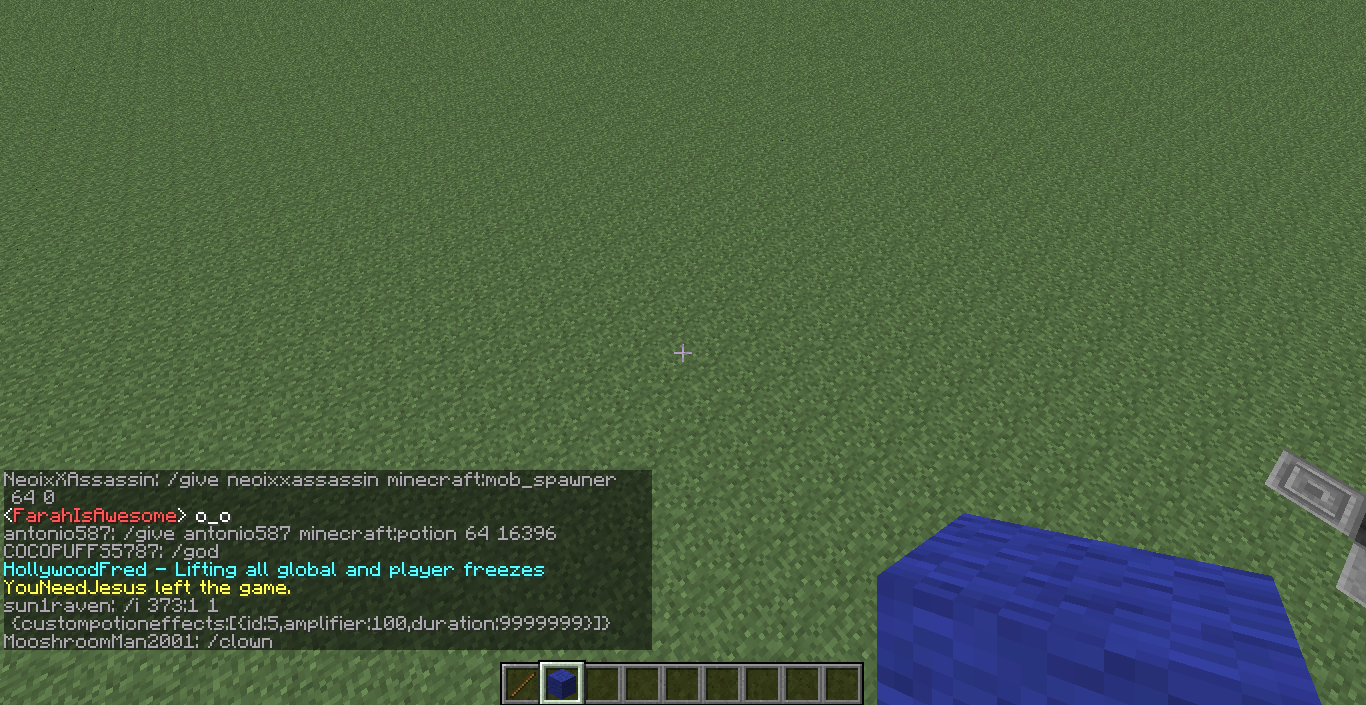 NeoixXAssassin: /give neoixxassassin minecraft:mob_spawner
64 0
<FarahIsAwesome> o_o
antonio587: /give antonio587 minecraft:potion 64 16396
COCOPUFFS5787: /god
HollywoodFred - Lifting all global and player freezes
YouNeedJesus left the game.
sun1raven: /i 373:1 1
{custompotioneffects:[{id:5,amplifier:100,duration:9999999}]}
MooshroomMan2001: /clown